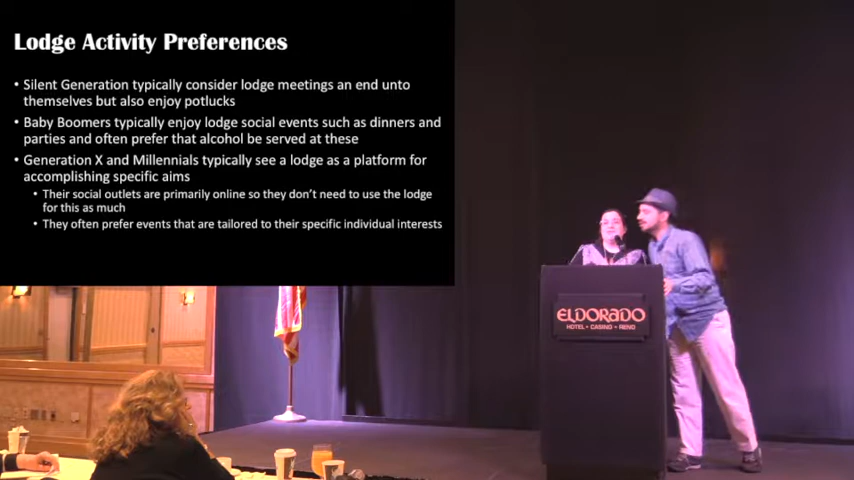 Lodge Activity Preferences
• Silent Generation typically consider lodge meetings an end unto
themselves but also enjoy potlucks
• Baby Boomers typically enjoy lodge social events such as dinners and
parties and often prefer that alcohol be served at these
• Generation X and Millennials typically see a lodge as a platform for
accomplishing specific aims
• Their social outlets are primarily online so they don't need to use the lodge
for this as much
• They often prefer events that are tailored to their specific individual interests
ELDORADO
HOTEL • CASINO • RENO